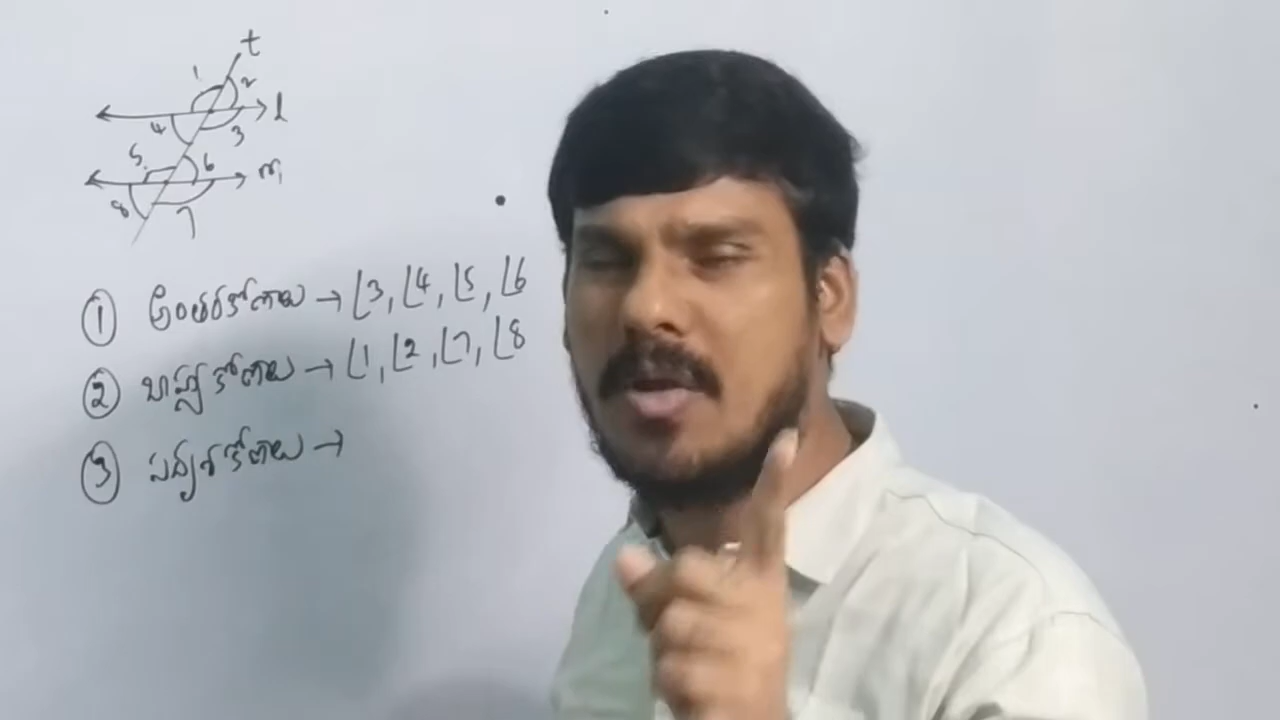 t
1 2
l
4 3
5 6
m
8 7
① అంతరకోణాలు → ∠3, ∠4, ∠5, ∠6
② బాహ్యకోణాలు → ∠1, ∠2, ∠7, ∠8
③ సదృశకోణాలు →